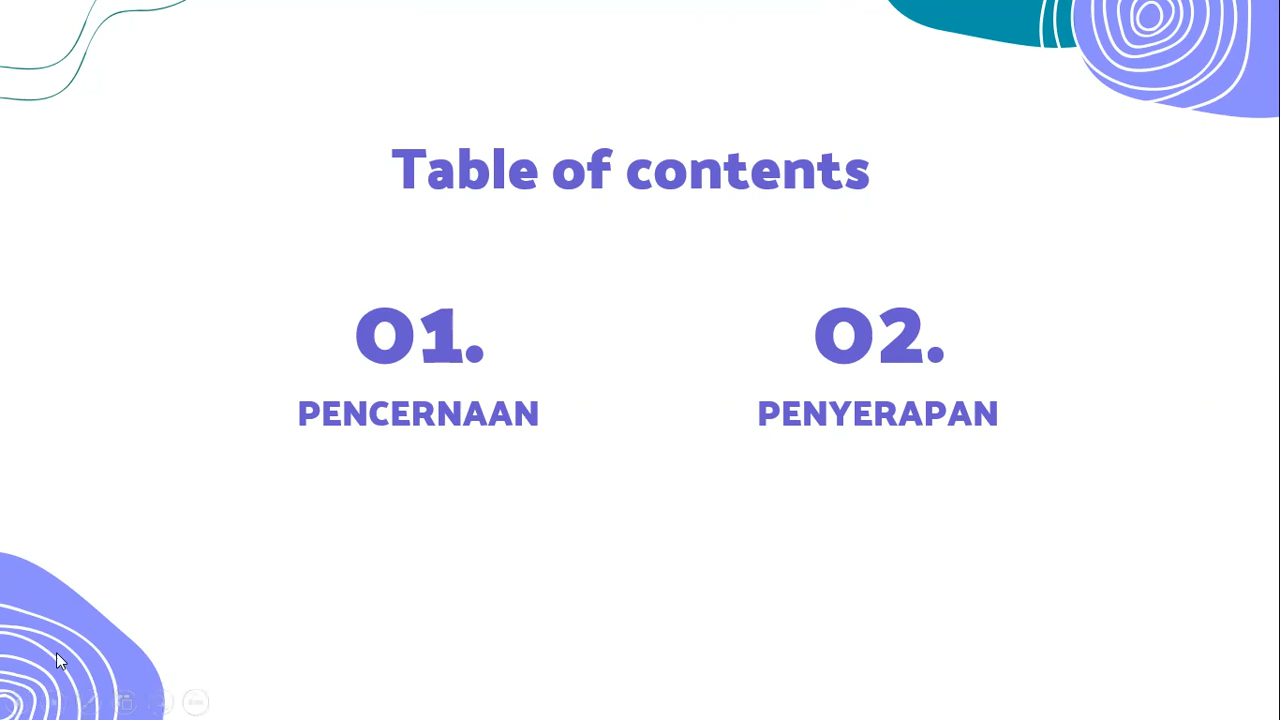 Table of contents
01.
PENCERNAAN
02.
PENYERAPAN